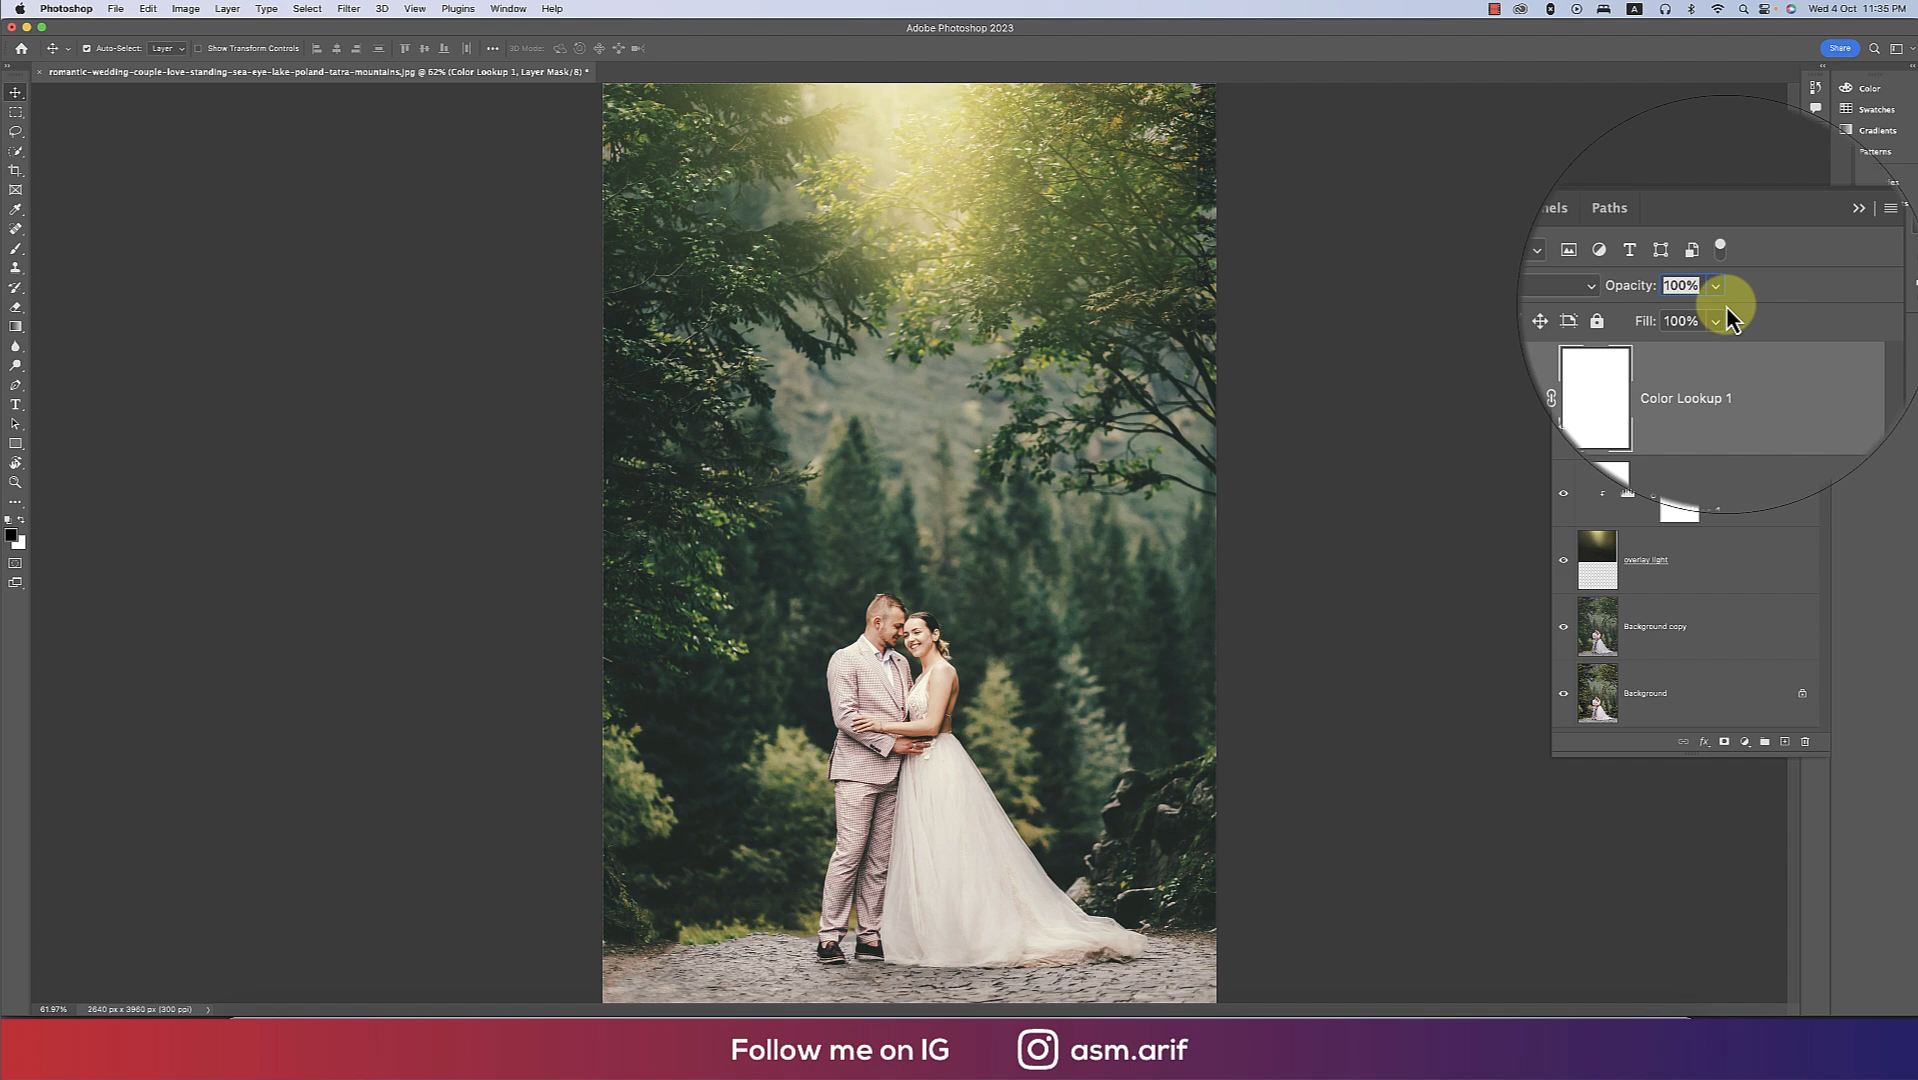 Photoshop File Edit Image Layer Type Select Filter 3D View Plugins Window Help
A Wed 4 Oct 11:35 PM
Adobe Photoshop 2023
Auto-Select: Layer Show Transform Controls 3D Mode: Share
romantic-wedding-couple-love-standing-sea-eye-lake-poland-tatra-mountains.jpg @ 62% (Color Lookup 1, Layer Mask/8) *
Color
Swatches
Gradients
Patterns
nels Paths
Opacity: 100%
Fill: 100%
Color Lookup 1
overlay light
Background copy
Background
fx
61.97% 2640 px x 3960 px (300 ppi)
Follow me on IG asm.arif